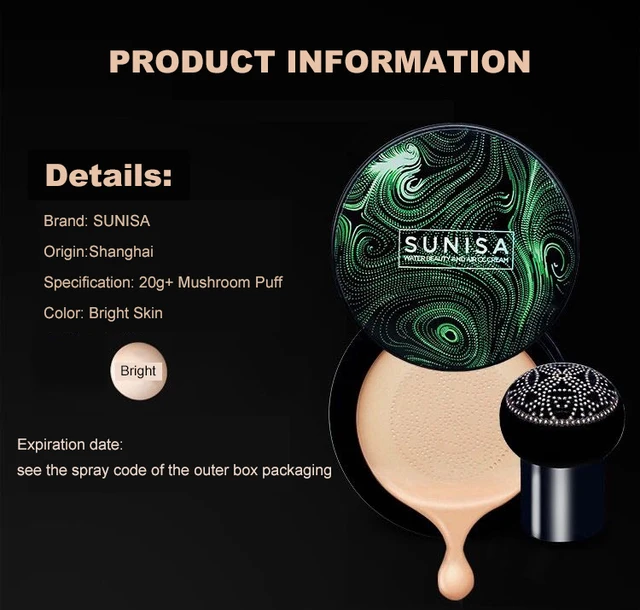 PRODUCT INFORMATION
Details:
Brand: SUNISA
Origin:Shanghai
Specification: 20g+ Mushroom Puff
Color: Bright Skin
Bright
Expiration date:
see the spray code of the outer box packaging
SUNISA
WATER BEAUTY AND AIR CC CREAM